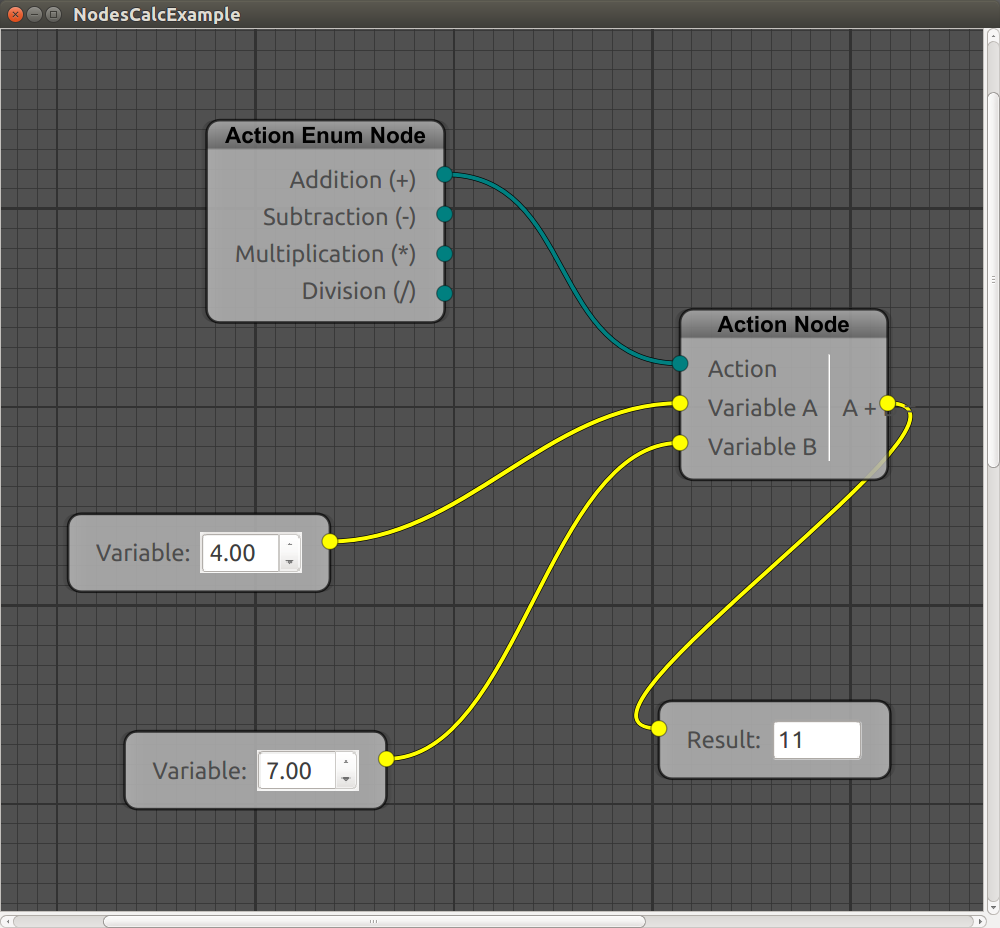 NodesCalcExample
Action Enum Node
Addition (+)
Subtraction (-)
Multiplication (*)
Division (/)
Action Node
Action
Variable A
A +
Variable B
Variable: 4.00
Variable: 7.00
Result: 11